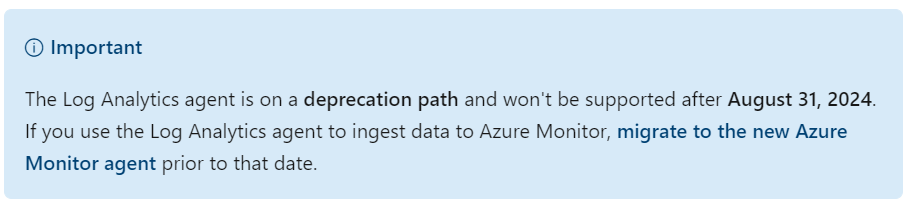 Important
The Log Analytics agent is on a deprecation path and won't be supported after August 31, 2024.
If you use the Log Analytics agent to ingest data to Azure Monitor, migrate to the new Azure
Monitor agent prior to that date.